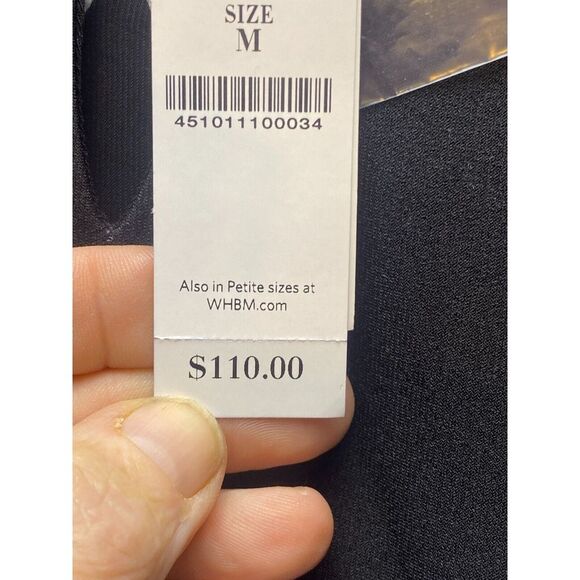 SIZE
M
451011100034
Also in Petite sizes at
WHBM.com
$110.00